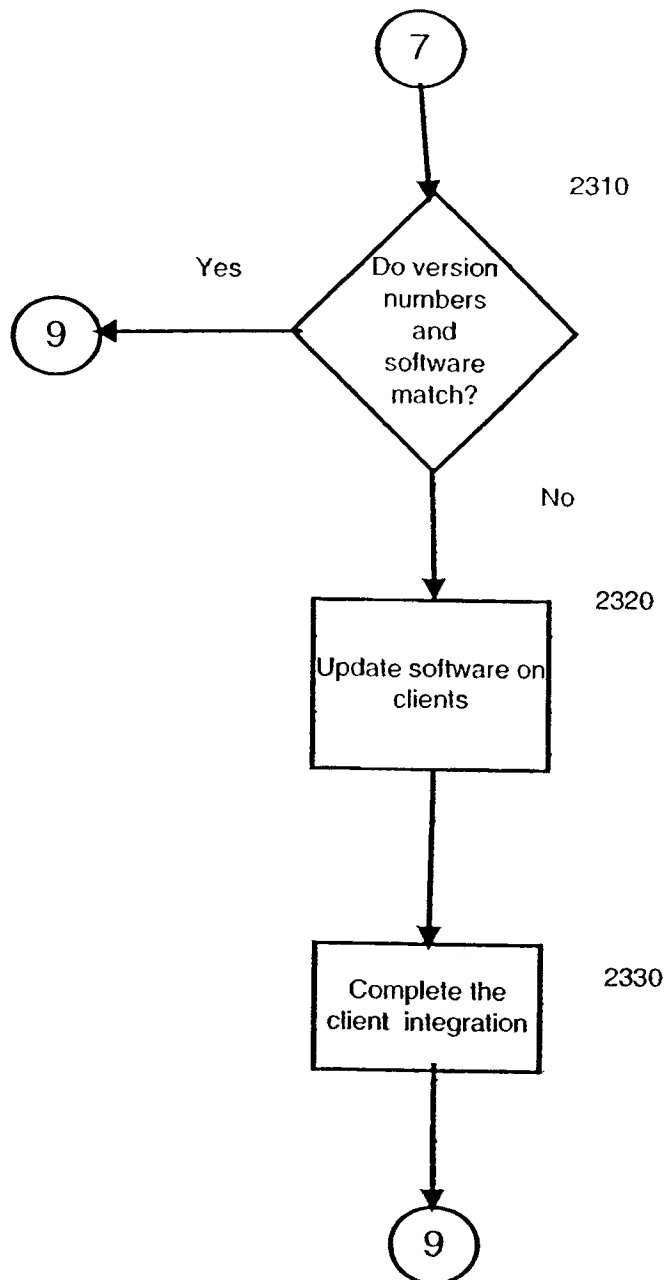 7
2310
Yes
Do version
numbers
and
software
match?
9
No
2320
Update software on
clients
2330
Complete the
client integration
9